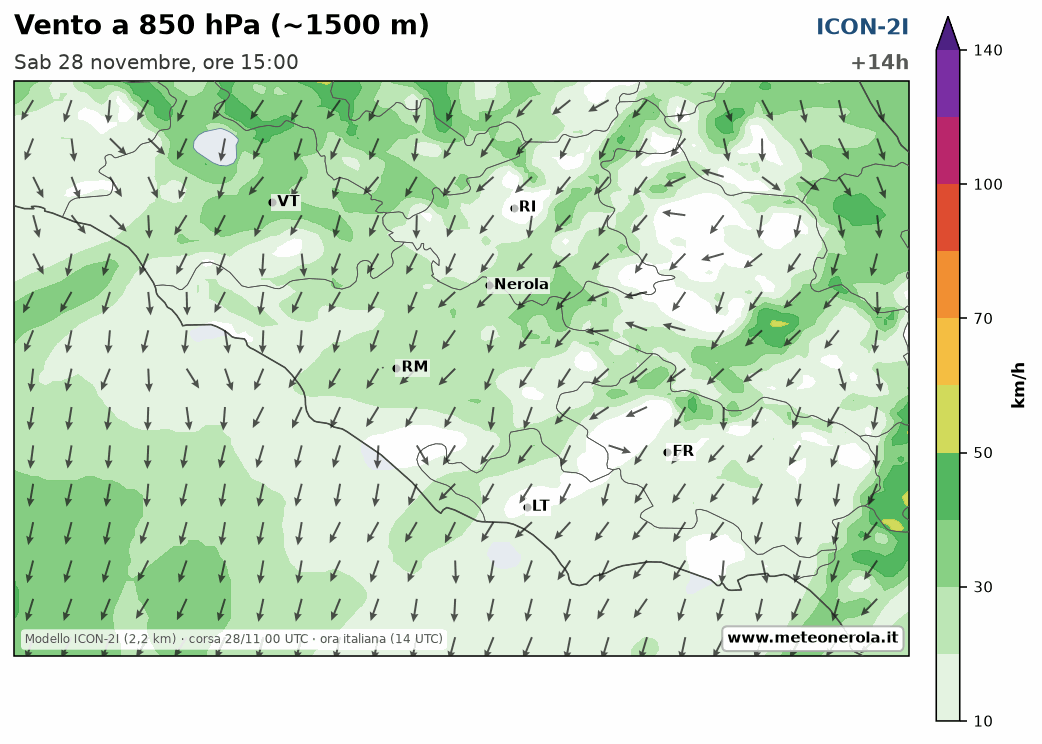 Vento a 850 hPa (~1500 m)
ICON-2I
Sab 28 novembre, ore 15:00
+14h
VT
RI
Nerola
RM
FR
LT
Modello ICON-2I (2,2 km) · corsa 28/11 00 UTC · ora italiana (14 UTC)
www.meteonerola.it
140
100
70
50
30
10
km/h